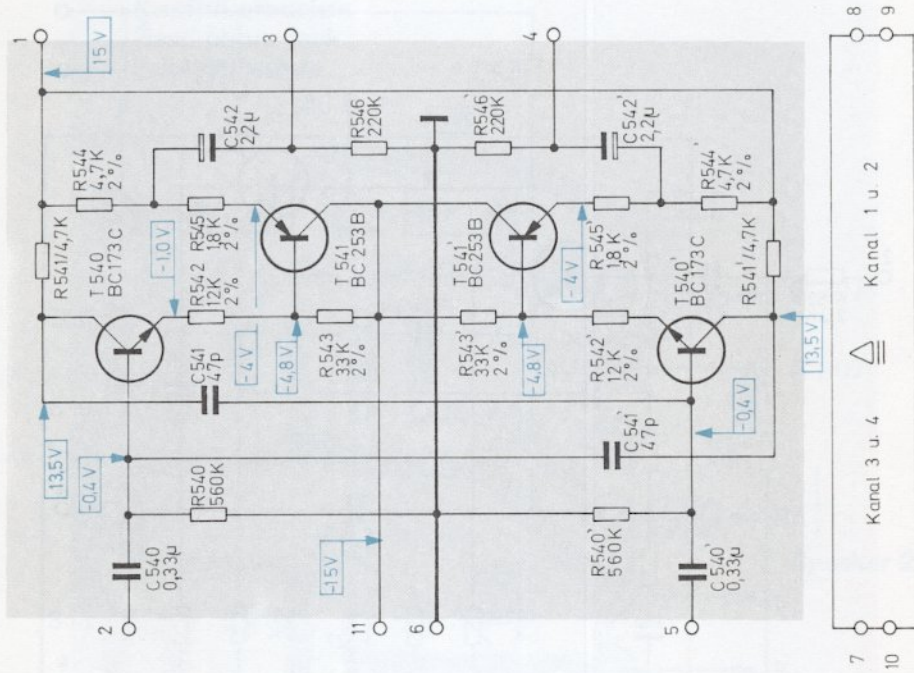 1
15 V
3
4
8
9
R544
4,7K
2%
C542
2,2µ
R546
220K
R546'
220K
C542'
2,2µ
R544'
4,7K
2%
R541/4,7K
T540
BC173C
-1,0V
R545
1,8K
2%
R542
12K
2%
T541
BC253B
T541'
BC253B
-4V
R545'
1,8K
2%
T540'
BC173C
R541'/4,7K
-4V
-4,8V
R543
33K
2%
R543'
33K
2%
-4,8V
R542'
12K
2%
13,5V
C541
47p
13,5V
-0,4V
R540
560K
C541'
47p
-0,4V
C540
0,33µ
-15V
R540'
560K
C540'
0,33µ
2
11
6
5
Kanal 3 u. 4
Kanal 1 u. 2
7
10